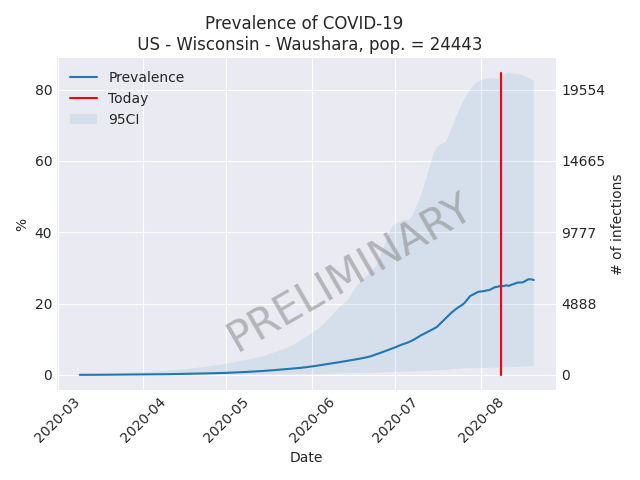 Prevalence of COVID-19
US - Wisconsin - Waushara, pop. = 24443
Prevalence
Today
95CI
80
60
40
20
0
%
19554
14665
9777
4888
0
# of infections
PRELIMINARY
2020-03
2020-04
2020-05
2020-06
2020-07
2020-08
Date